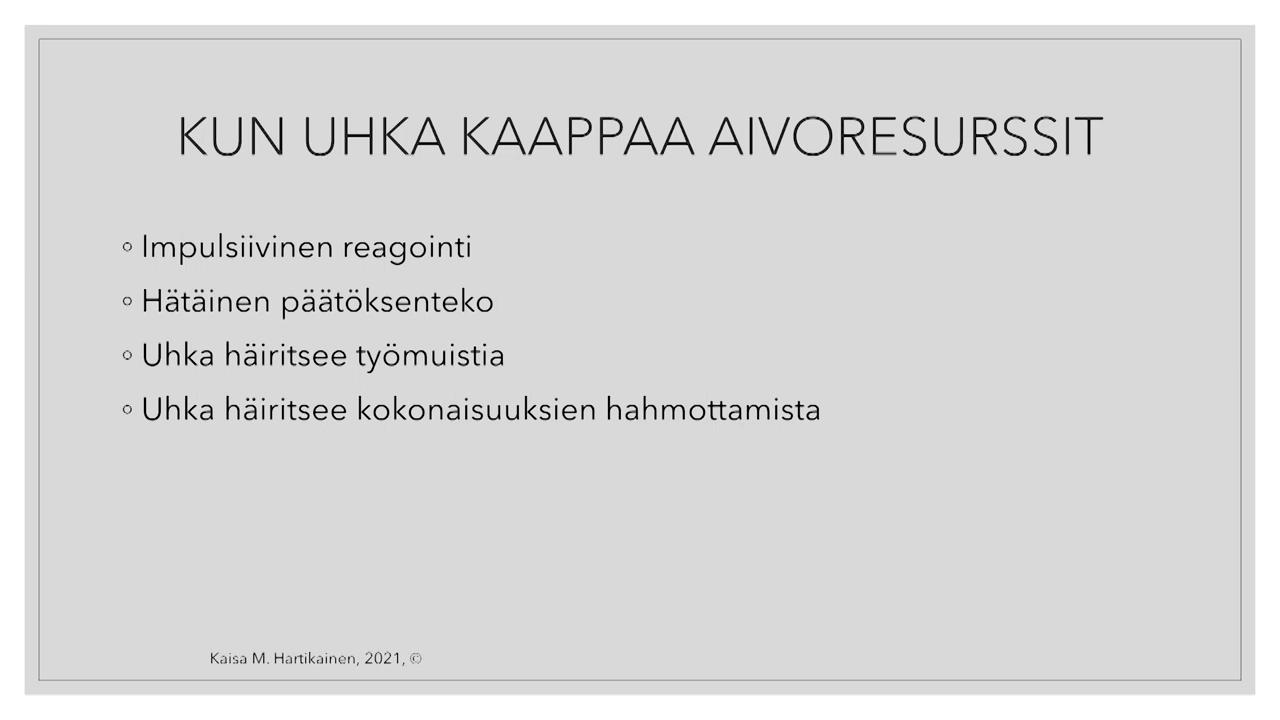 KUN UHKA KAAPPAA AIVORESURSSIT
◦ Impulsiivinen reagointi
◦ Hätäinen päätöksenteko
◦ Uhka häiritsee työmuistia
◦ Uhka häiritsee kokonaisuuksien hahmottamista
Kaisa M. Hartikainen, 2021, ©